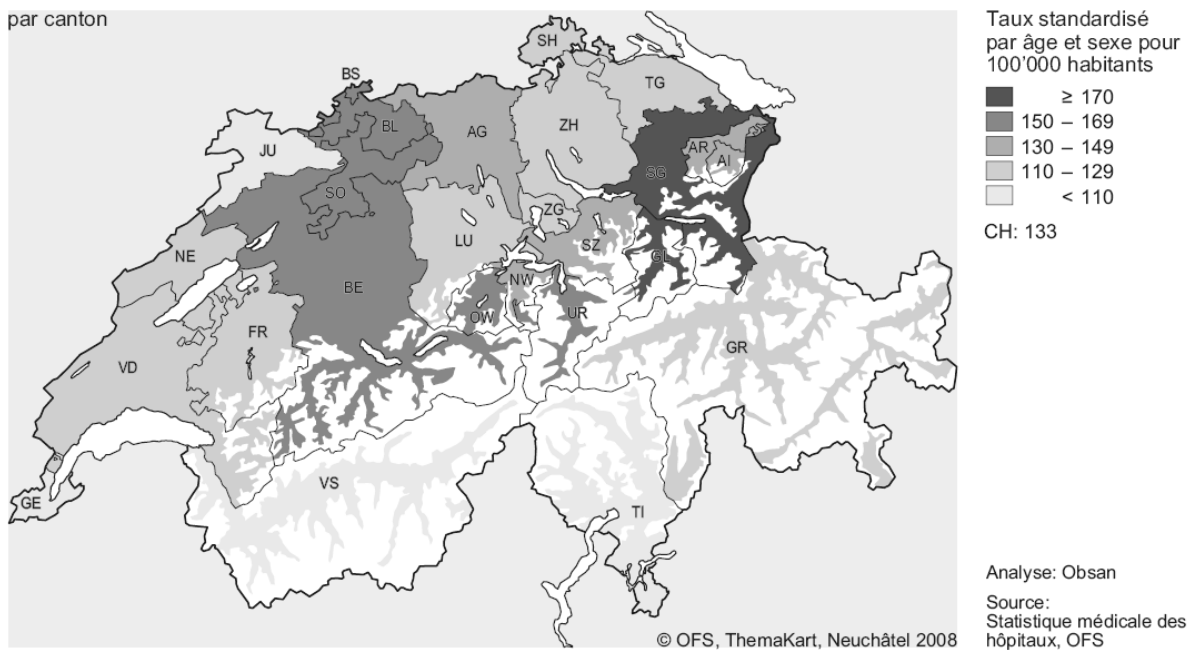 par canton
Taux standardisé
par âge et sexe pour
100'000 habitants
≥ 170
150 – 169
130 – 149
110 – 129
< 110
CH: 133
SH
BS
TG
BL
AG
ZH
JU
AR
AI
SG
SO
ZG
NE
LU
SZ
GL
BE
NW
OW
UR
FR
GR
VD
VS
GE
TI
Analyse: Obsan
Source:
Statistique médicale des
hôpitaux, OFS
© OFS, ThemaKart, Neuchâtel 2008